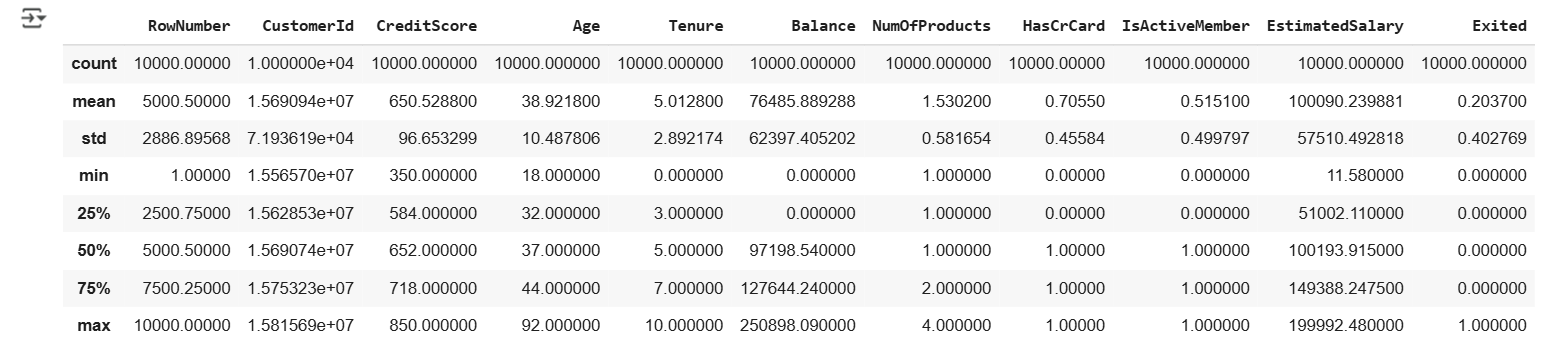 RowNumber CustomerId CreditScore Age Tenure Balance NumOfProducts HasCrCard IsActiveMember EstimatedSalary Exited
count 10000.00000 1.000000e+04 10000.000000 10000.000000 10000.000000 10000.000000 10000.000000 10000.00000 10000.000000 10000.000000 10000.000000
mean 5000.50000 1.569094e+07 650.528800 38.921800 5.012800 76485.889288 1.530200 0.70550 0.515100 100090.239881 0.203700
std 2886.89568 7.193619e+04 96.653299 10.487806 2.892174 62397.405202 0.581654 0.45584 0.499797 57510.492818 0.402769
min 1.00000 1.556570e+07 350.000000 18.000000 0.000000 0.000000 1.000000 0.00000 0.000000 11.580000 0.000000
25% 2500.75000 1.562853e+07 584.000000 32.000000 3.000000 0.000000 1.000000 0.00000 0.000000 51002.110000 0.000000
50% 5000.50000 1.569074e+07 652.000000 37.000000 5.000000 97198.540000 1.000000 1.00000 1.000000 100193.915000 0.000000
75% 7500.25000 1.575323e+07 718.000000 44.000000 7.000000 127644.240000 2.000000 1.00000 1.000000 149388.247500 0.000000
max 10000.00000 1.581569e+07 850.000000 92.000000 10.000000 250898.090000 4.000000 1.00000 1.000000 199992.480000 1.000000